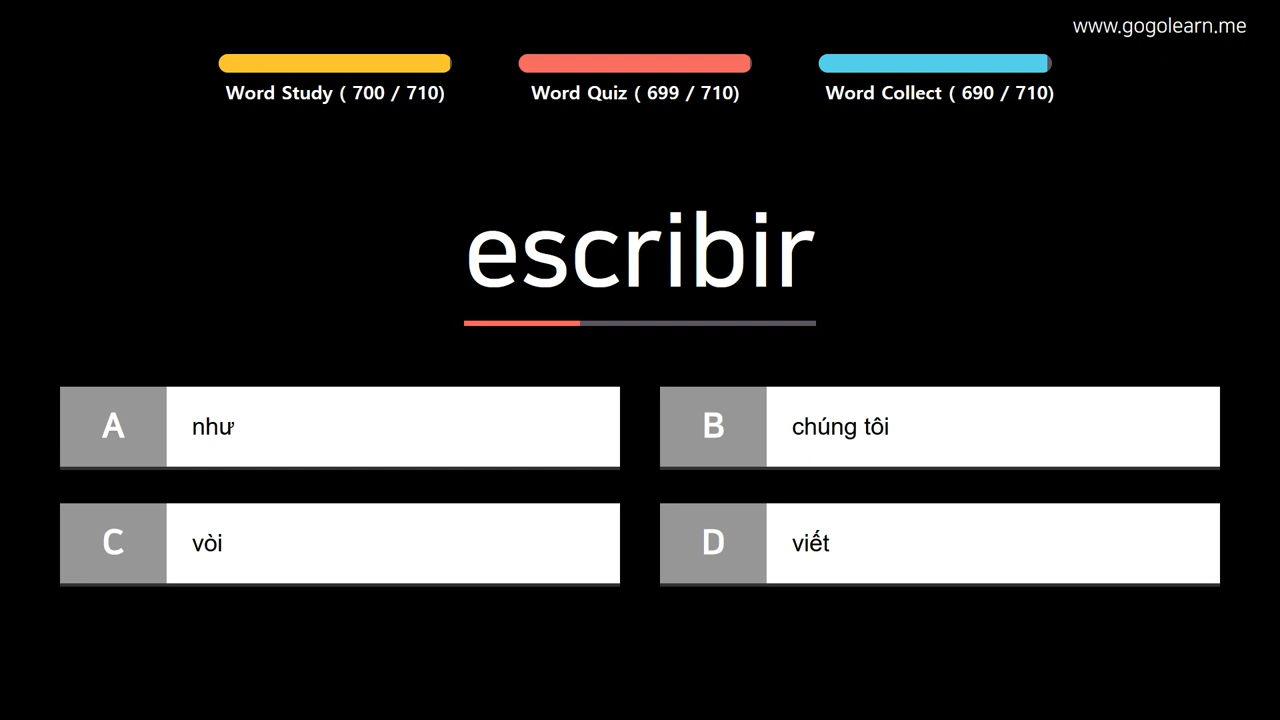 www.gogolearn.me
Word Study ( 700 / 710)
Word Quiz ( 699 / 710)
Word Collect ( 690 / 710)
escribir
A
như
B
chúng tôi
C
vòi
D
viết